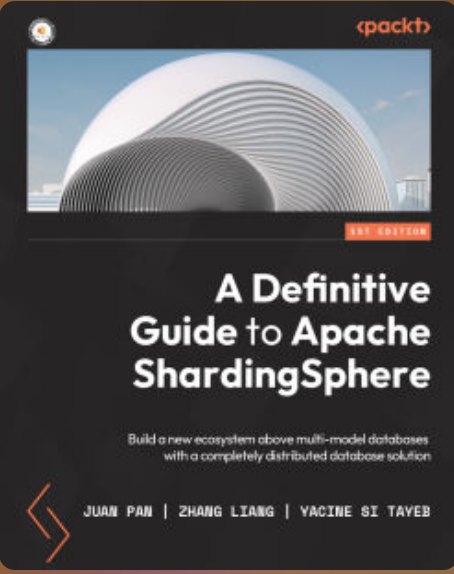 <packt>
1ST EDITION
A Definitive
Guide to Apache
ShardingSphere
Build a new ecosystem above multi-model databases
with a completely distributed database solution
JUAN PAN | ZHANG LIANG | YACINE SI TAYEB